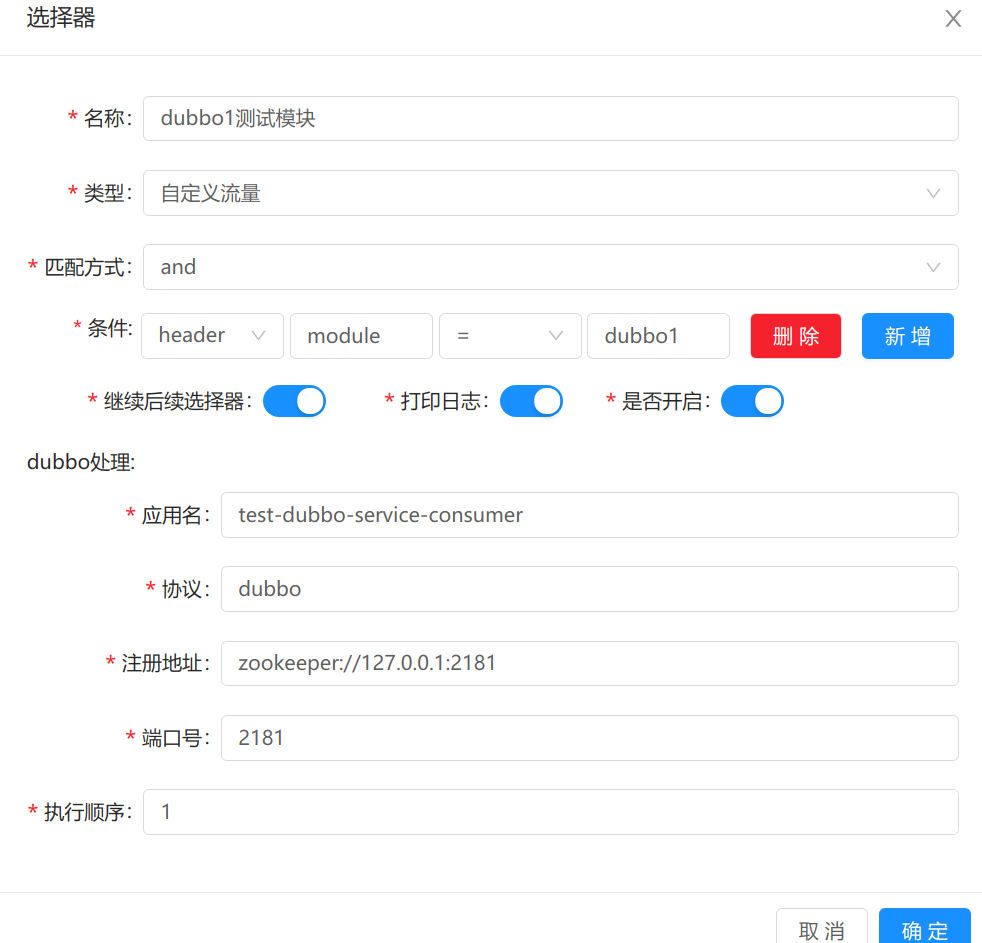 选择器
* 名称: dubbo1测试模块
* 类型: 自定义流量
* 匹配方式: and
* 条件: header module = dubbo1 删 除 新 增
* 继续后续选择器: * 打印日志: * 是否开启:
dubbo处理:
* 应用名: test-dubbo-service-consumer
* 协议: dubbo
* 注册地址: zookeeper://127.0.0.1:2181
* 端口号: 2181
* 执行顺序: 1
取 消 确 定